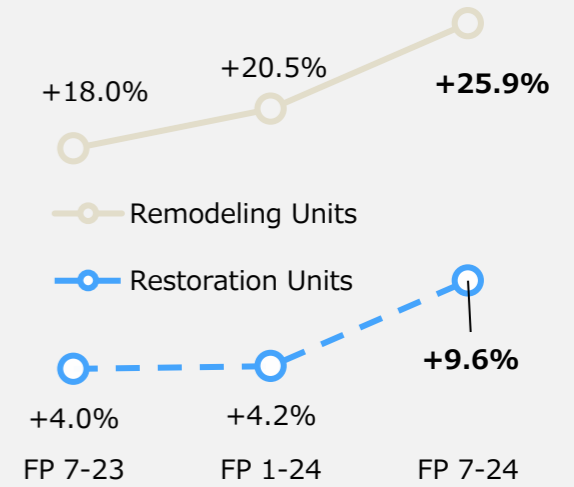 +18.0%
+20.5%
+25.9%
Remodeling Units
Restoration Units
+4.0%
+4.2%
+9.6%
FP 7-23
FP 1-24
FP 7-24